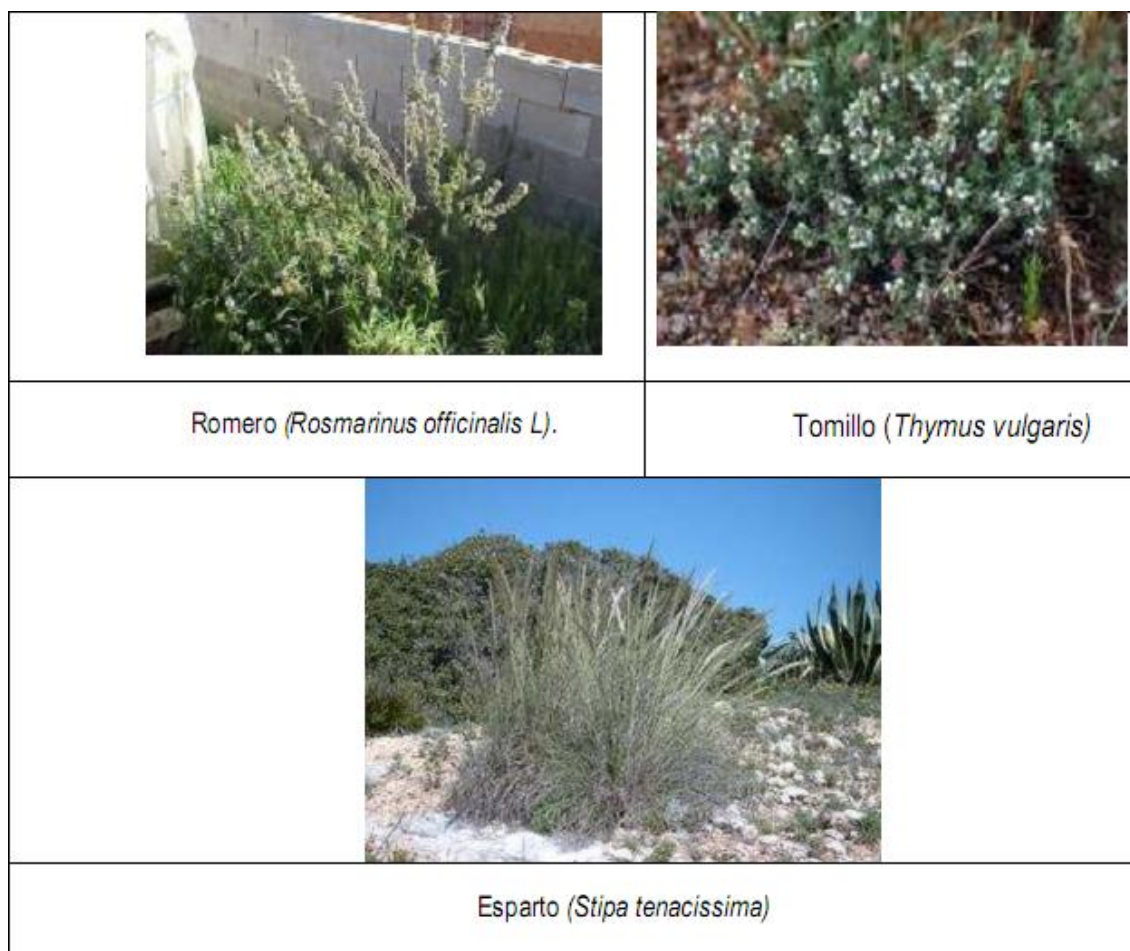 Romero (Rosmarinus officinalis L).
Tomillo (Thymus vulgaris)
Esparto (Stipa tenacissima)